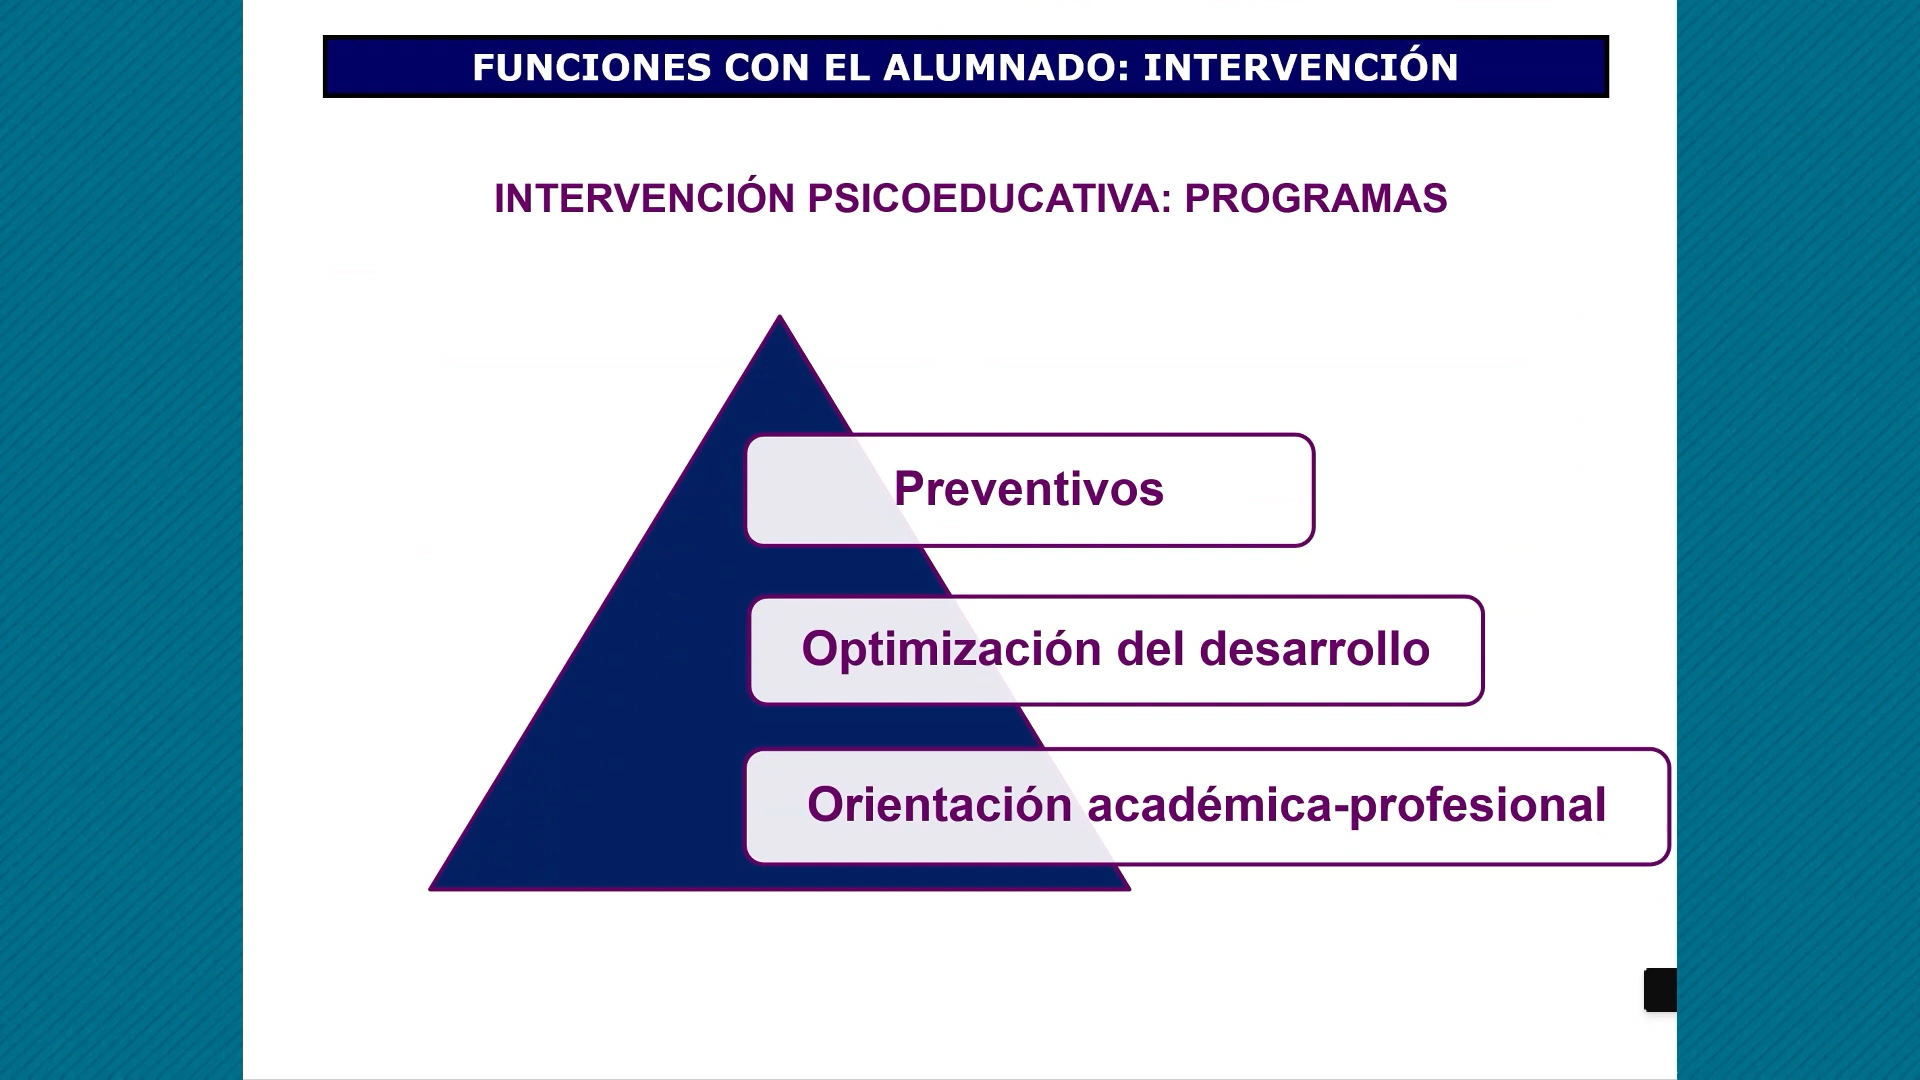 FUNCIONES CON EL ALUMNADO: INTERVENCIÓN
INTERVENCIÓN PSICOEDUCATIVA: PROGRAMAS
Preventivos
Optimización del desarrollo
Orientación académica-profesional